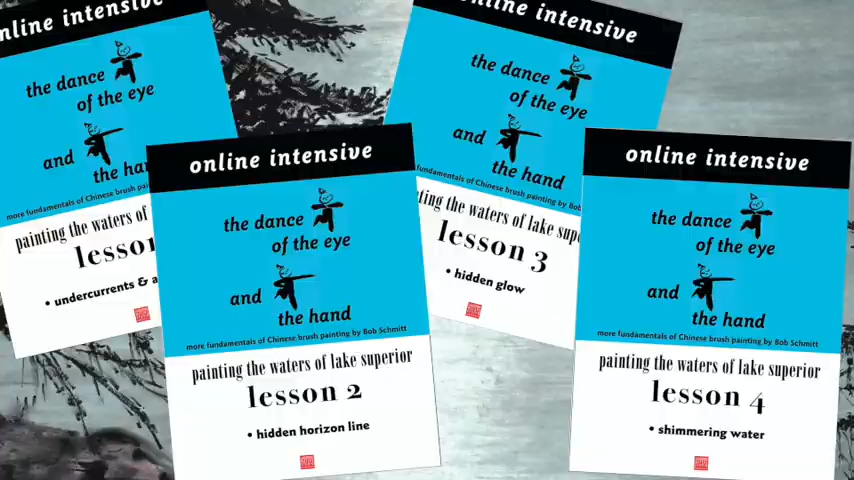 online intensive
the dance
of the eye
and
the
more fundamentals of Chinese brush
painting the waters of
lesson
• undercurrents &
online intensive
the dance
of the eye
and
the hand
more fundamentals of Chinese brush painting by Bob Schmitt
painting the waters of lake superior
lesson 2
• hidden horizon line
online intensive
the dance
of the eye
and
the hand
fundamentals of Chinese brush painting by Bob
the waters of lake
lesson 3
• hidden glow
online intensive
the dance
of the eye
and
the hand
more fundamentals of Chinese brush painting by Bob Schmitt
painting the waters of lake superior
lesson 4
• shimmering water